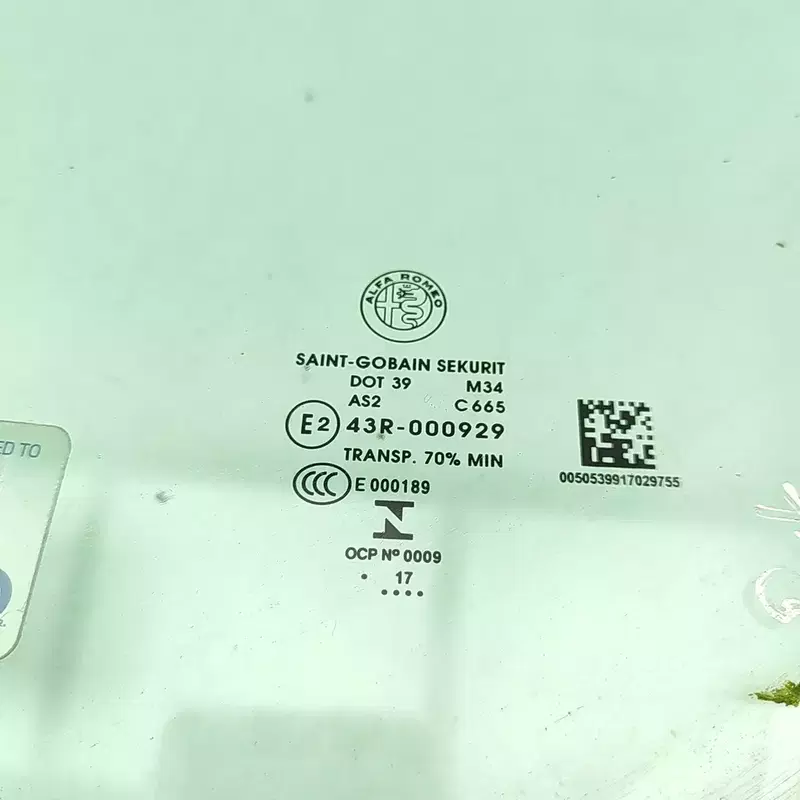 ALFA ROMEO
SAINT-GOBAIN SEKURIT
DOT 39 M34
AS2 C665
E2 43R-000929
TRANSP. 70% MIN
CCC E 000189
N
OCP Nº 0009
• 17
••••
0050539917029755
ED TO